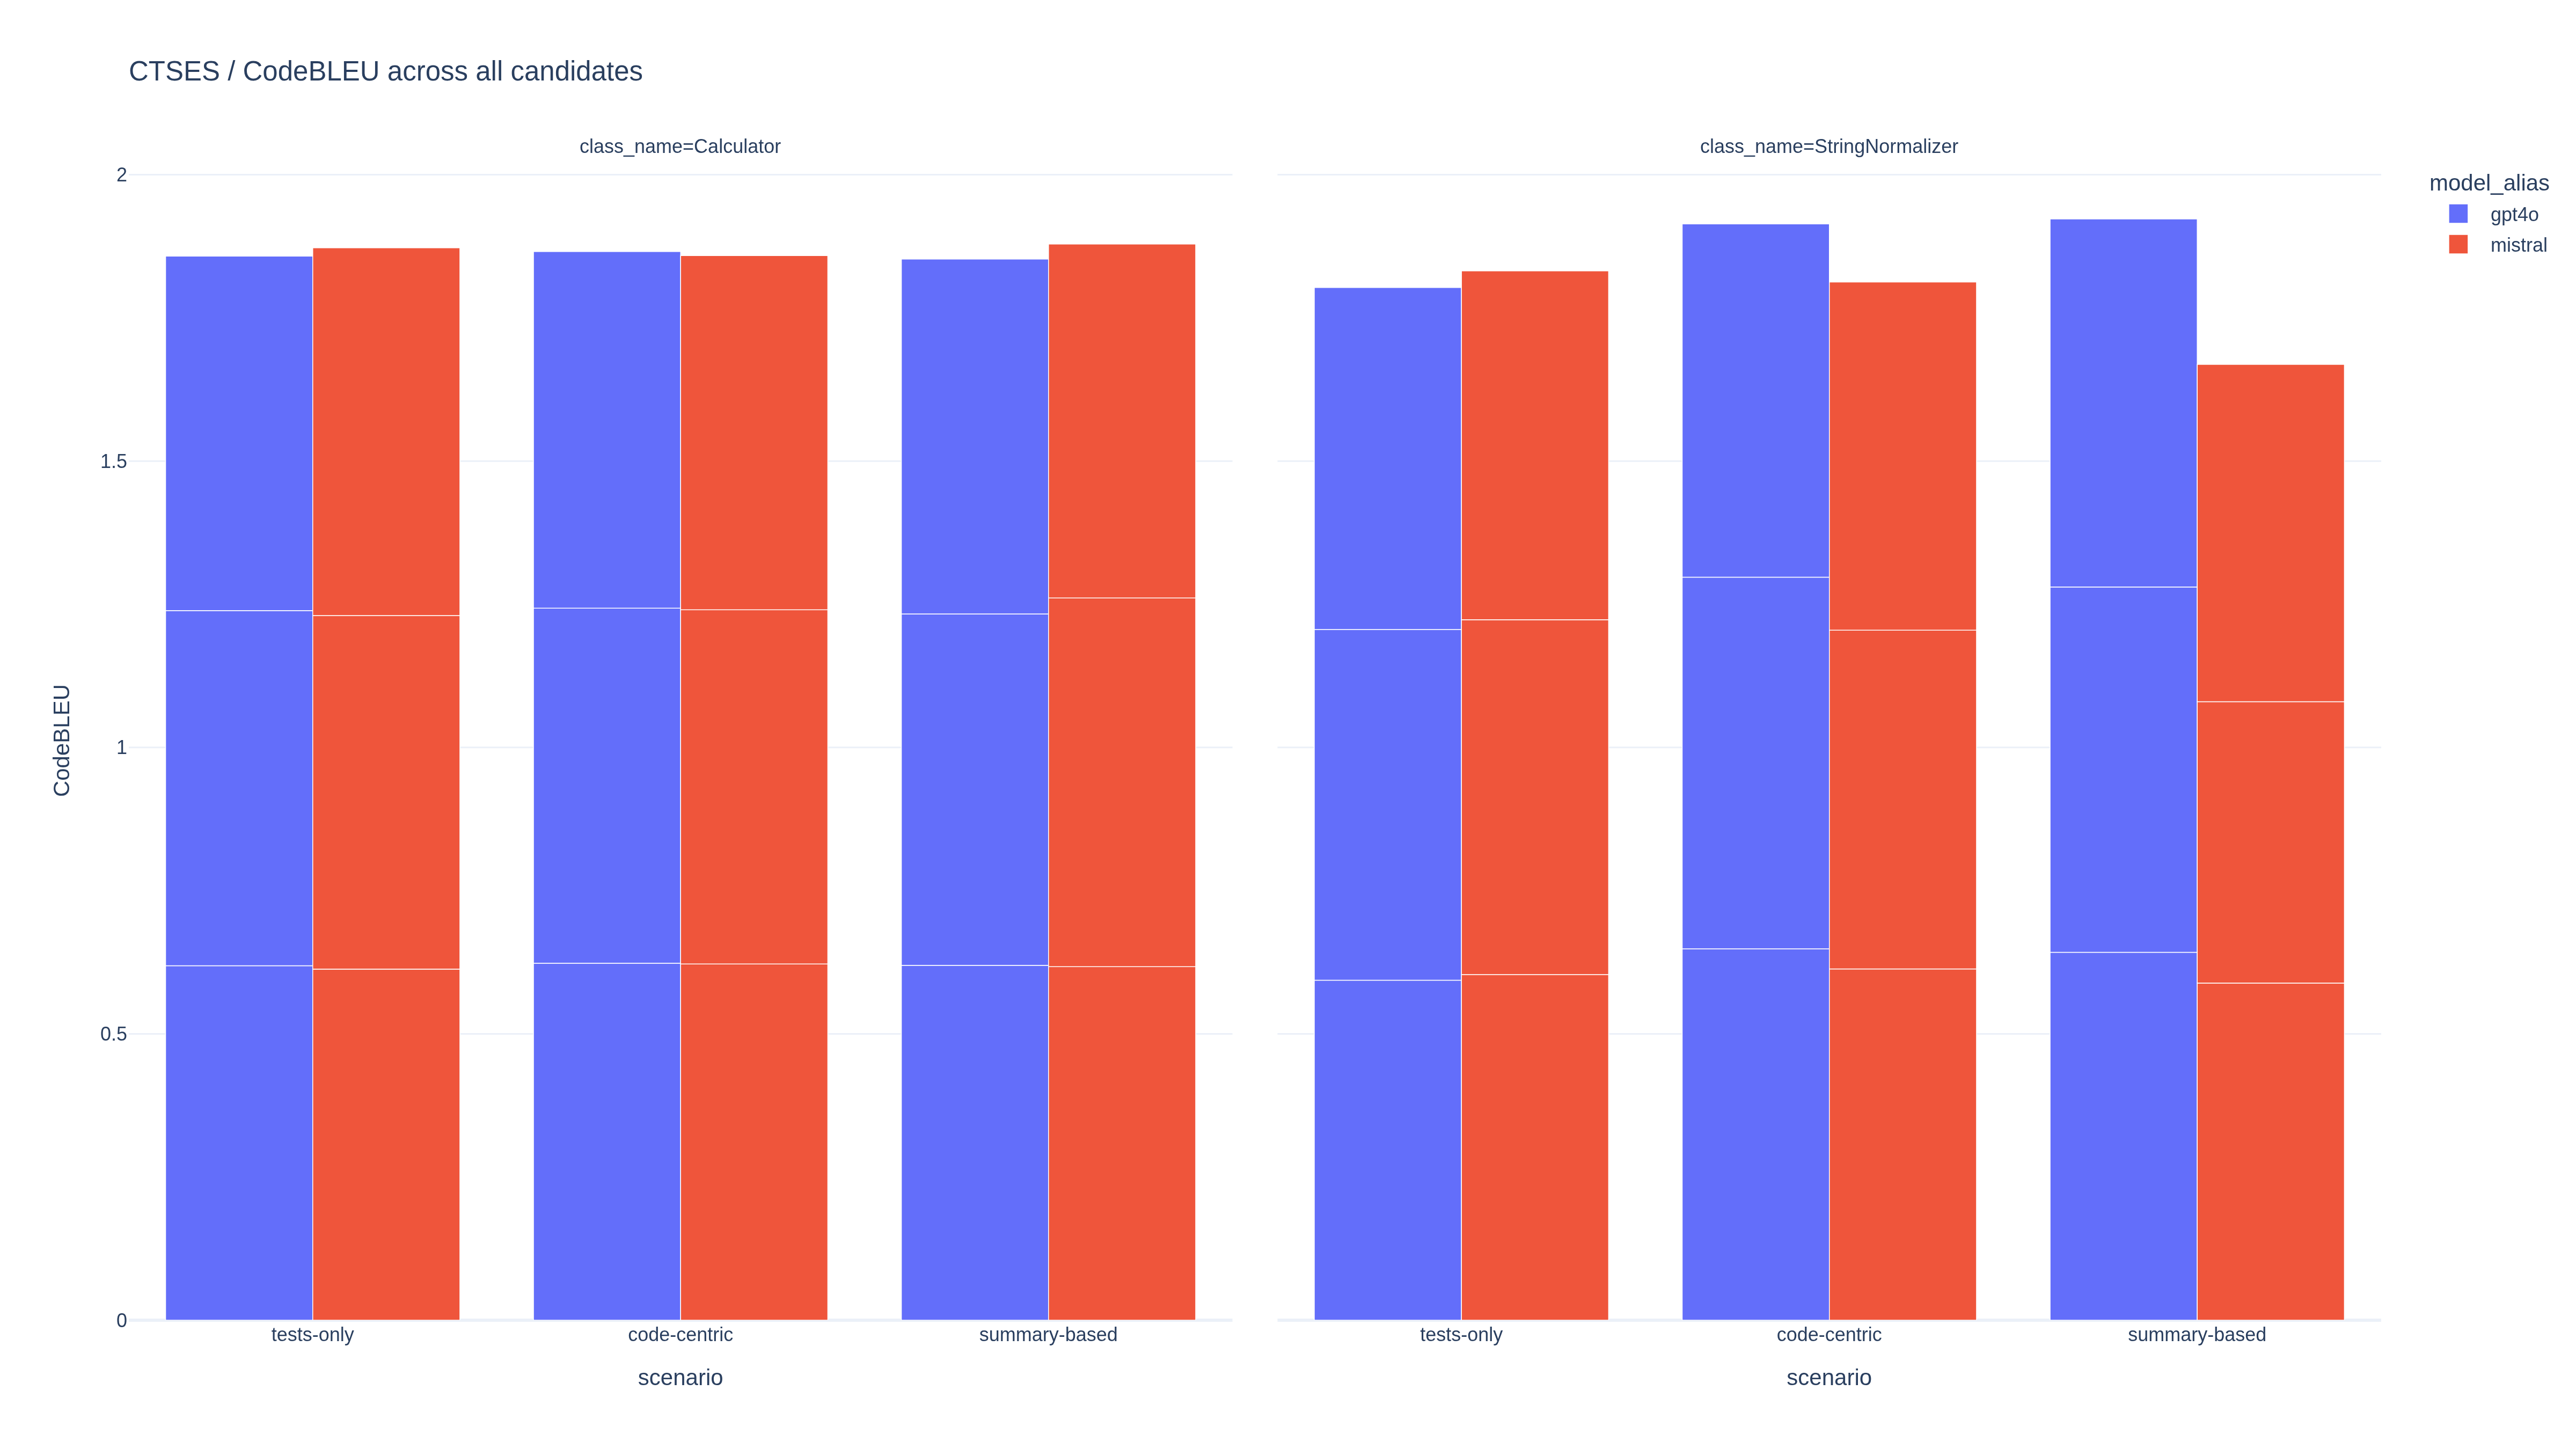 CTSES / CodeBLEU across all candidates
class_name=Calculator
class_name=StringNormalizer
model_alias
gpt4o
mistral
CodeBLEU
2
1.5
1
0.5
0
tests-only
code-centric
summary-based
tests-only
code-centric
summary-based
scenario
scenario